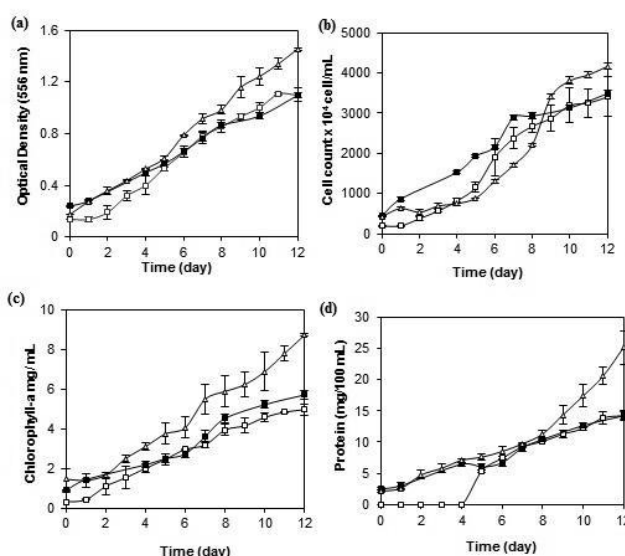 (a)
Optical Density (556 nm)
1.6
1.2
0.8
0.4
0
0 2 4 6 8 10 12
Time (day)
(b)
Cell count x 10⁴ cell/mL
5000
4000
3000
2000
1000
0
0 2 4 6 8 10 12
Time (day)
(c)
Chlorophyll-a mg/mL
10
8
6
4
2
0
0 2 4 6 8 10 12
Time (day)
(d)
Protein (mg/100 mL)
30
25
20
15
10
5
0
0 2 4 6 8 10 12
Time (day)